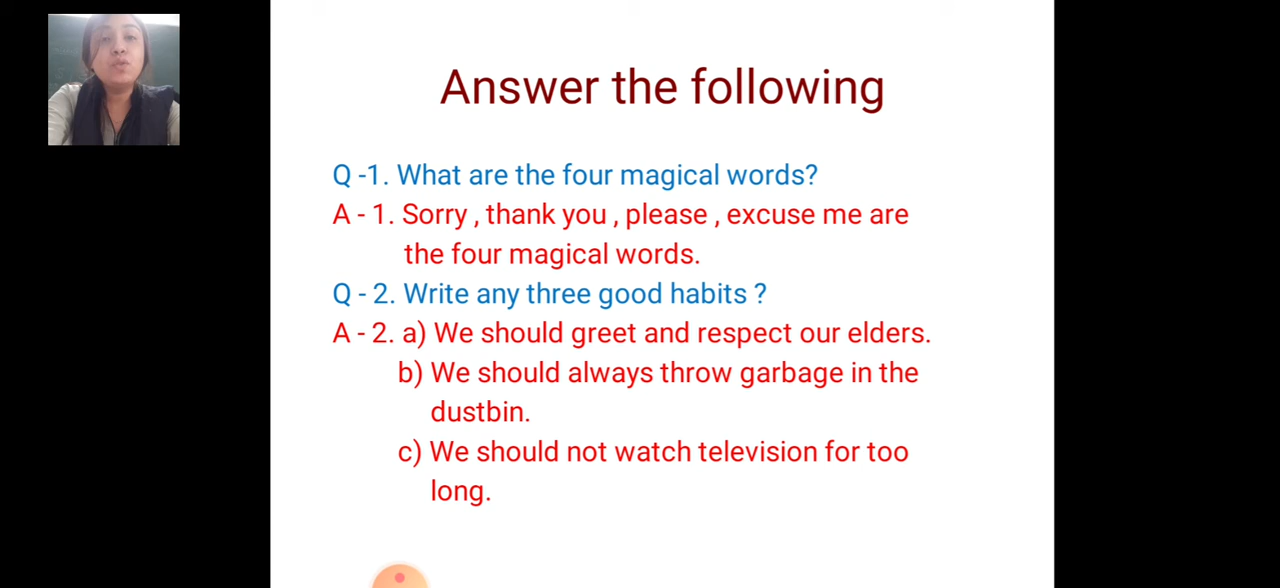 Answer the following
Q -1. What are the four magical words?
A - 1. Sorry , thank you , please , excuse me are
the four magical words.
Q - 2. Write any three good habits ?
A - 2. a) We should greet and respect our elders.
b) We should always throw garbage in the
dustbin.
c) We should not watch television for too
long.